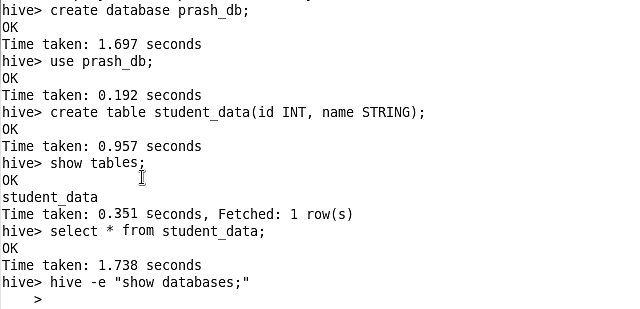 hive> create database prash_db;
OK
Time taken: 1.697 seconds
hive> use prash_db;
OK
Time taken: 0.192 seconds
hive> create table student_data(id INT, name STRING);
OK
Time taken: 0.957 seconds
hive> show tables;
OK
student_data
Time taken: 0.351 seconds, Fetched: 1 row(s)
hive> select * from student_data;
OK
Time taken: 1.738 seconds
hive> hive -e "show databases;"
    >